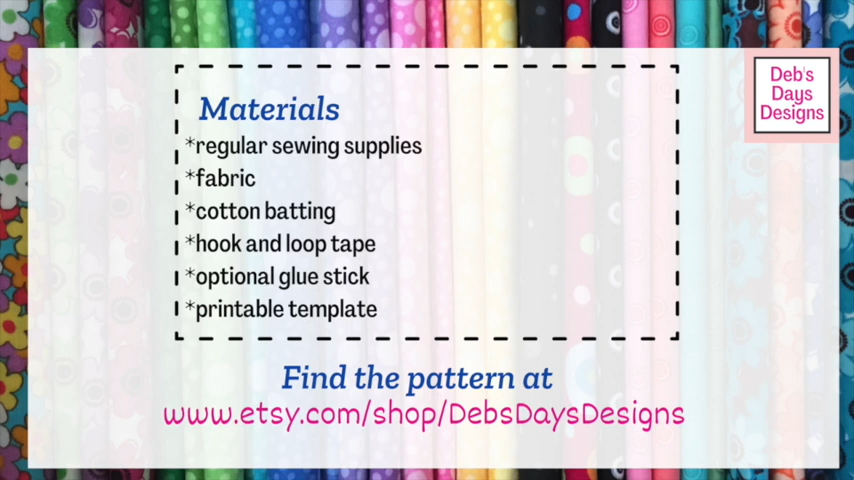 Materials
*regular sewing supplies
*fabric
*cotton batting
*hook and loop tape
*optional glue stick
*printable template
Find the pattern at
www.etsy.com/shop/DebsDaysDesigns
Deb's
Days
Designs